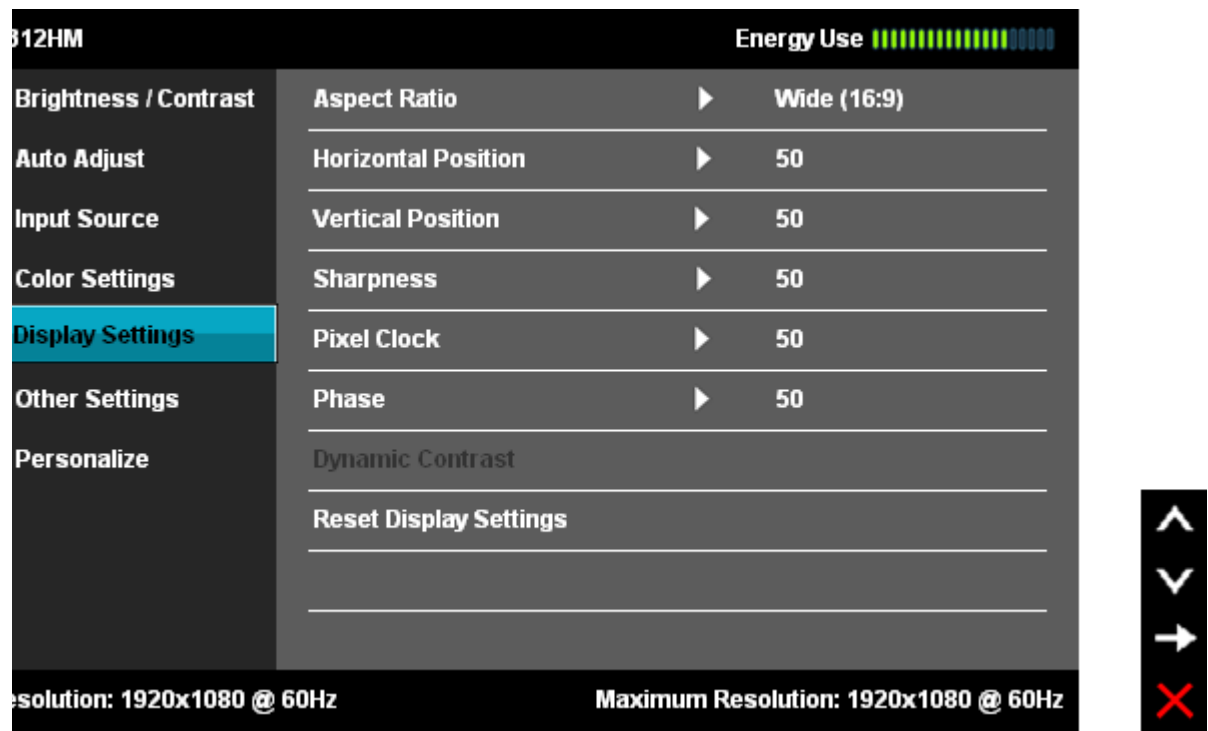 312HM Energy Use
Brightness / Contrast Aspect Ratio Wide (16:9)
Auto Adjust Horizontal Position 50
Input Source Vertical Position 50
Color Settings Sharpness 50
Display Settings Pixel Clock 50
Other Settings Phase 50
Personalize Dynamic Contrast
Reset Display Settings
esolution: 1920x1080 @ 60Hz Maximum Resolution: 1920x1080 @ 60Hz